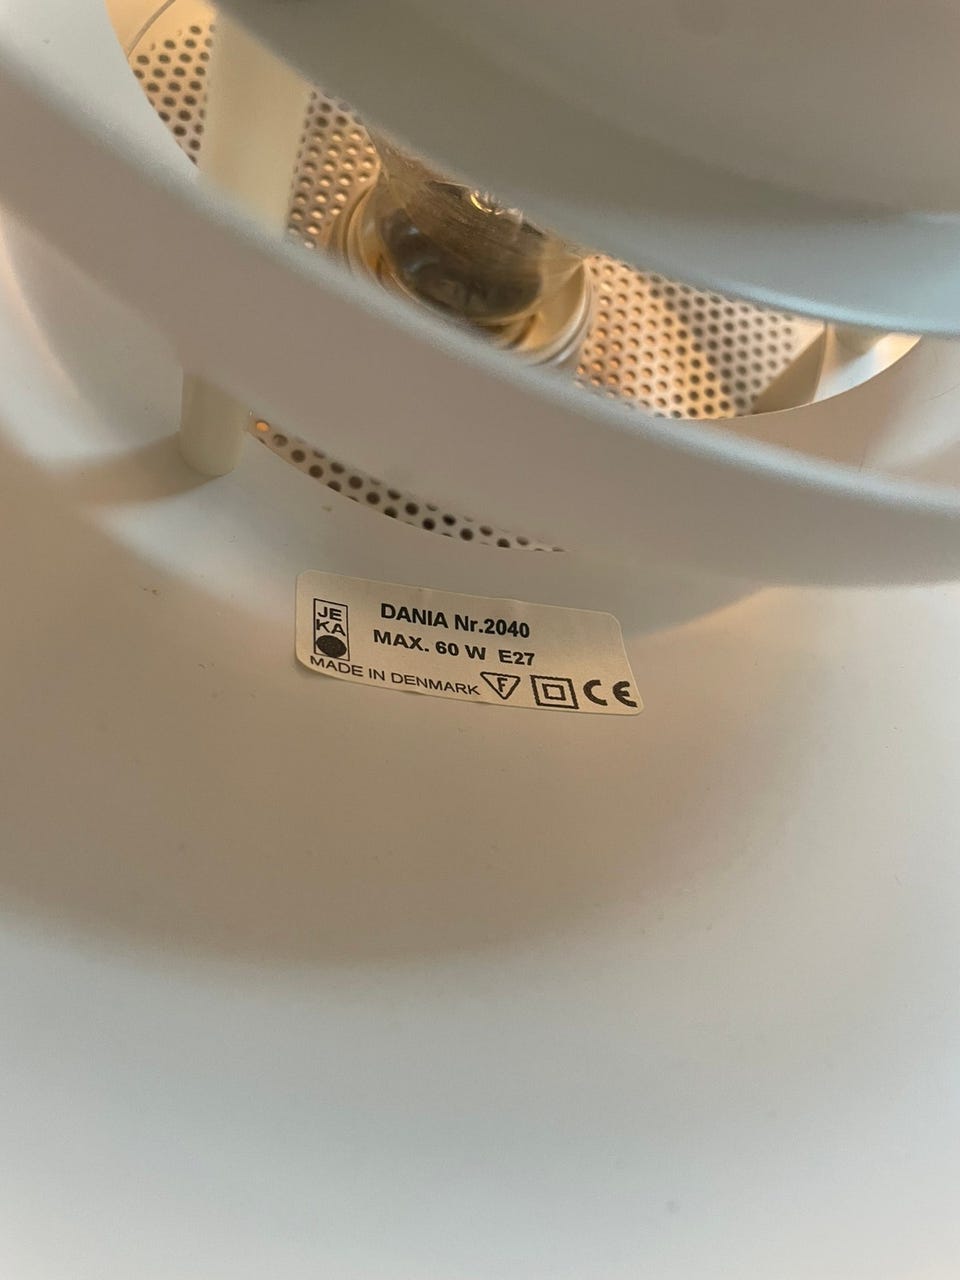 JE
KA
DANIA Nr.2040
MAX. 60 W E27
MADE IN DENMARK
F
CE